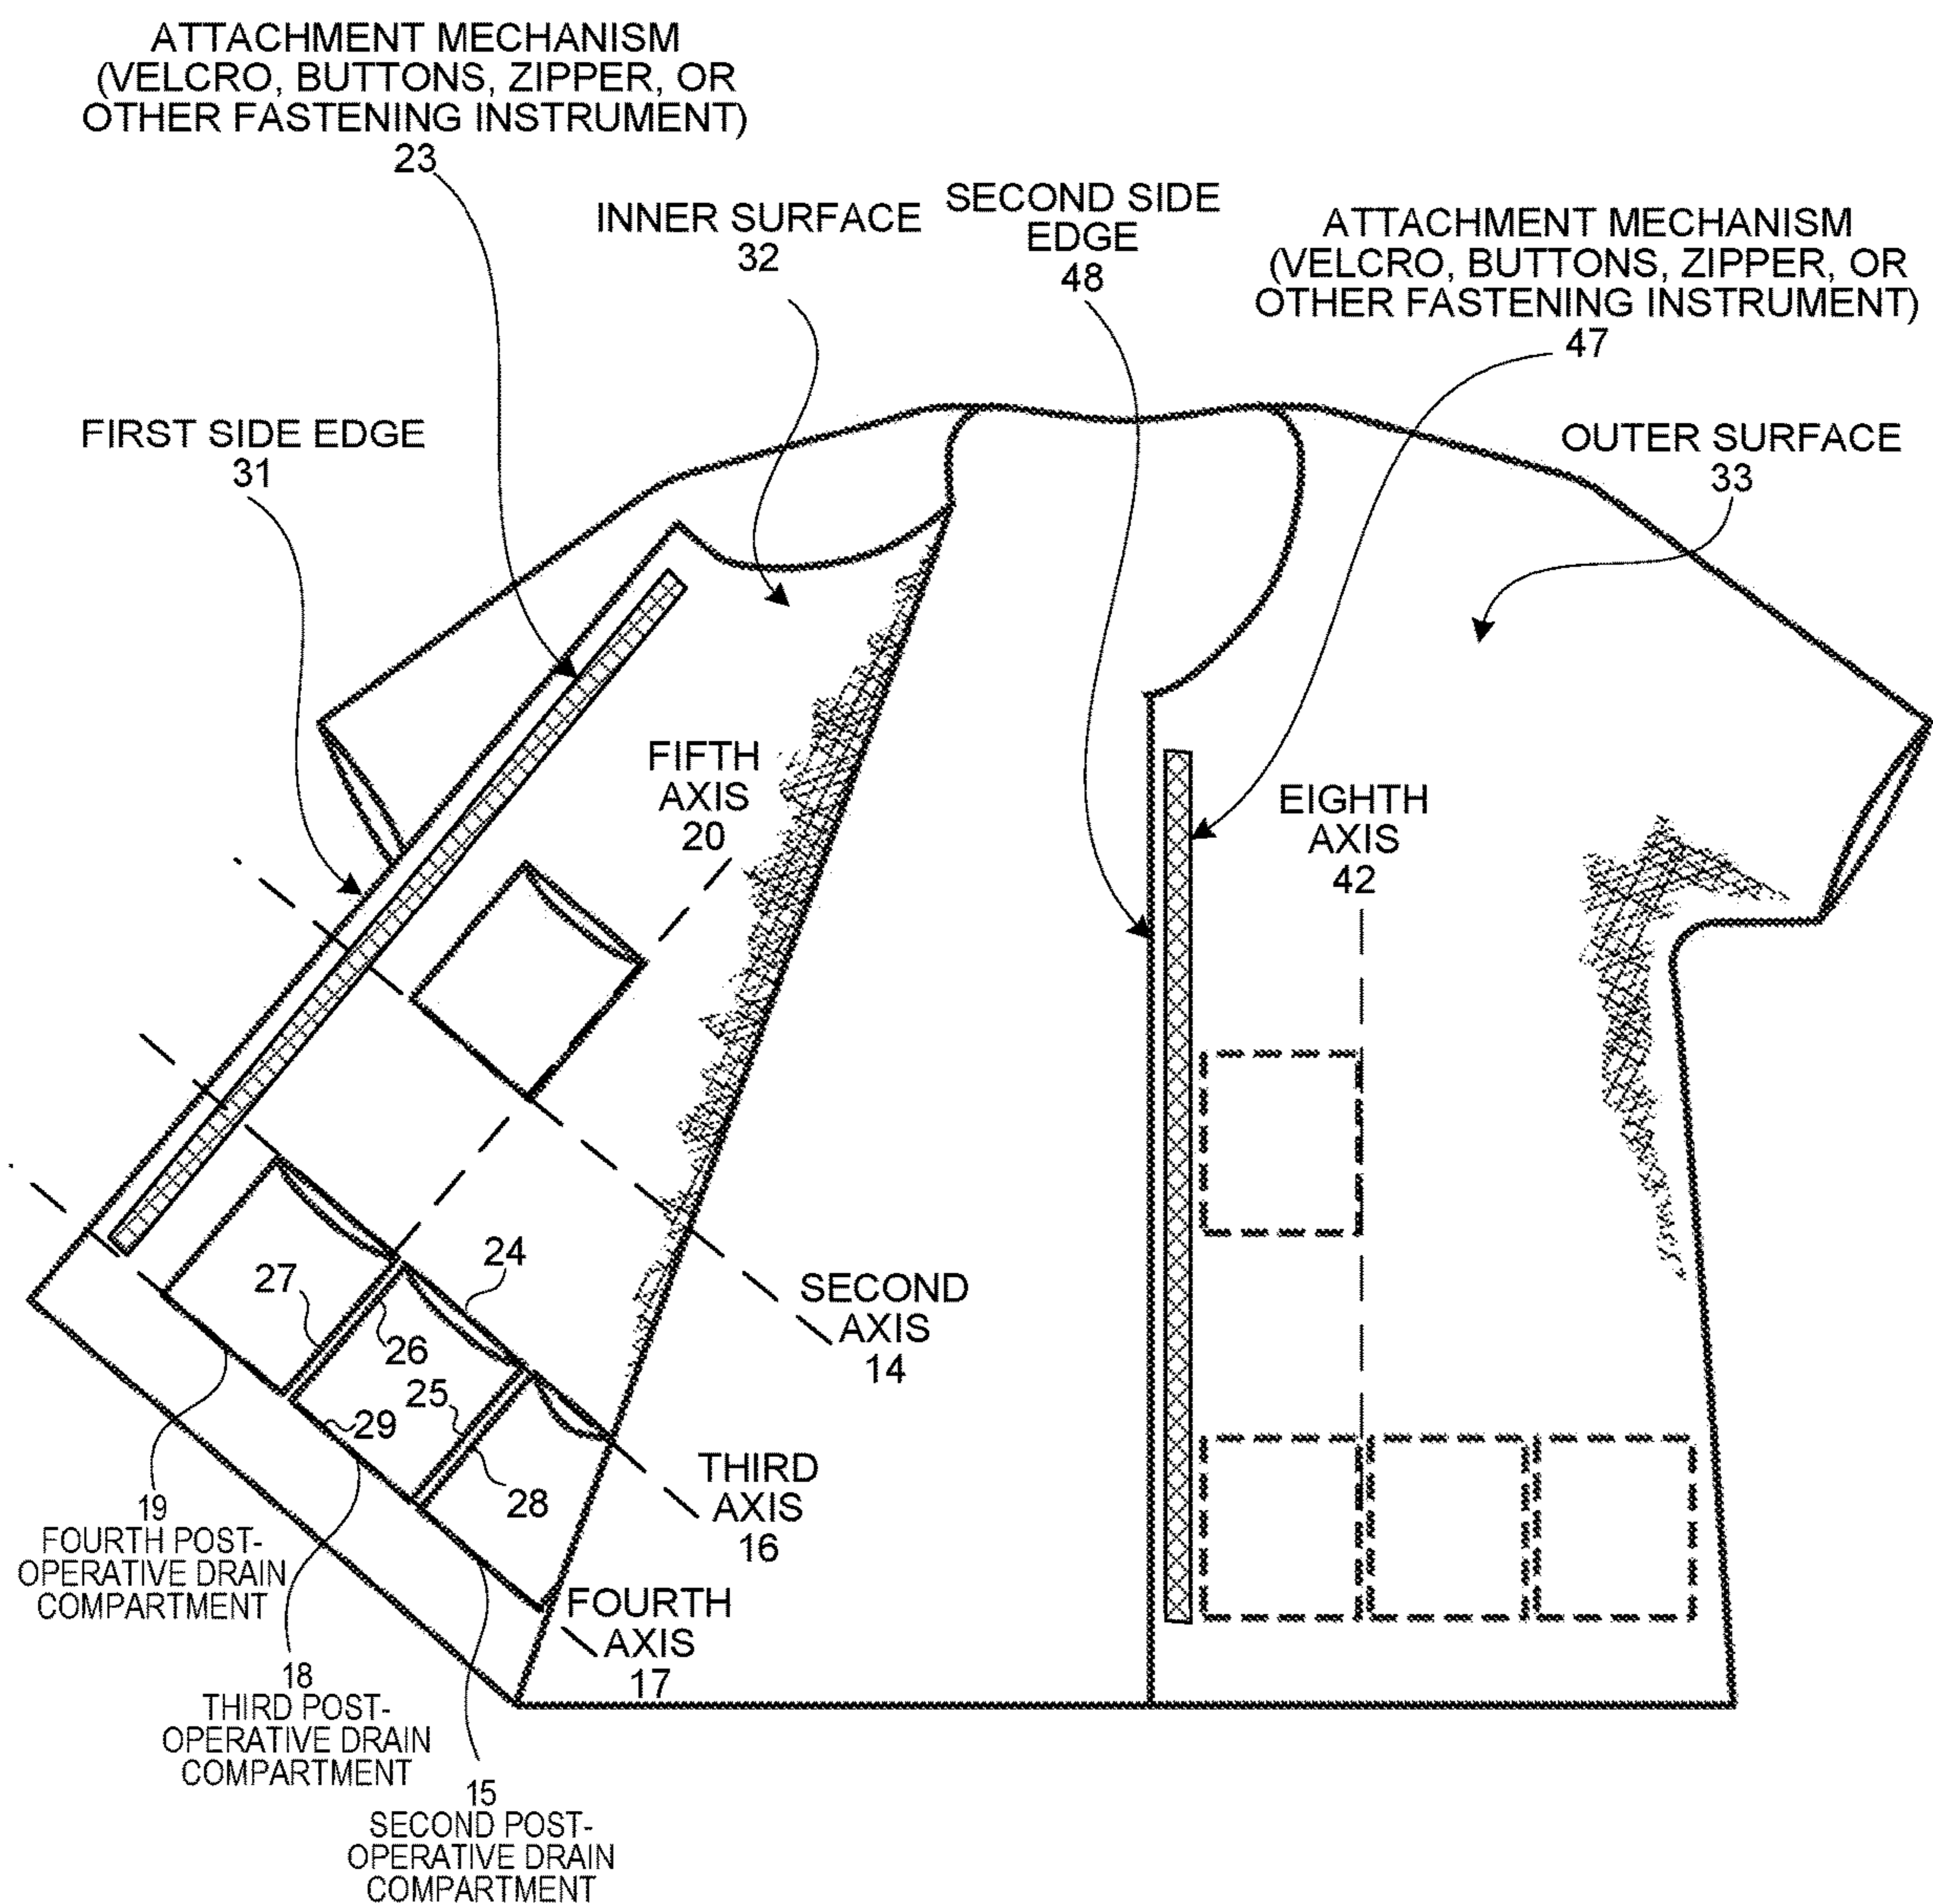 ATTACHMENT MECHANISM
(VELCRO, BUTTONS, ZIPPER, OR
OTHER FASTENING INSTRUMENT)
23
INNER SURFACE
32
SECOND SIDE
EDGE
48
ATTACHMENT MECHANISM
(VELCRO, BUTTONS, ZIPPER, OR
OTHER FASTENING INSTRUMENT)
47
FIRST SIDE EDGE
31
OUTER SURFACE
33
FIFTH
AXIS
20
EIGHTH
AXIS
42
24
27
26
SECOND
AXIS
14
25
29
28
THIRD
AXIS
16
19
FOURTH POST-
OPERATIVE DRAIN
COMPARTMENT
FOURTH
AXIS
17
18
THIRD POST-
OPERATIVE DRAIN
COMPARTMENT
15
SECOND POST-
OPERATIVE DRAIN
COMPARTMENT